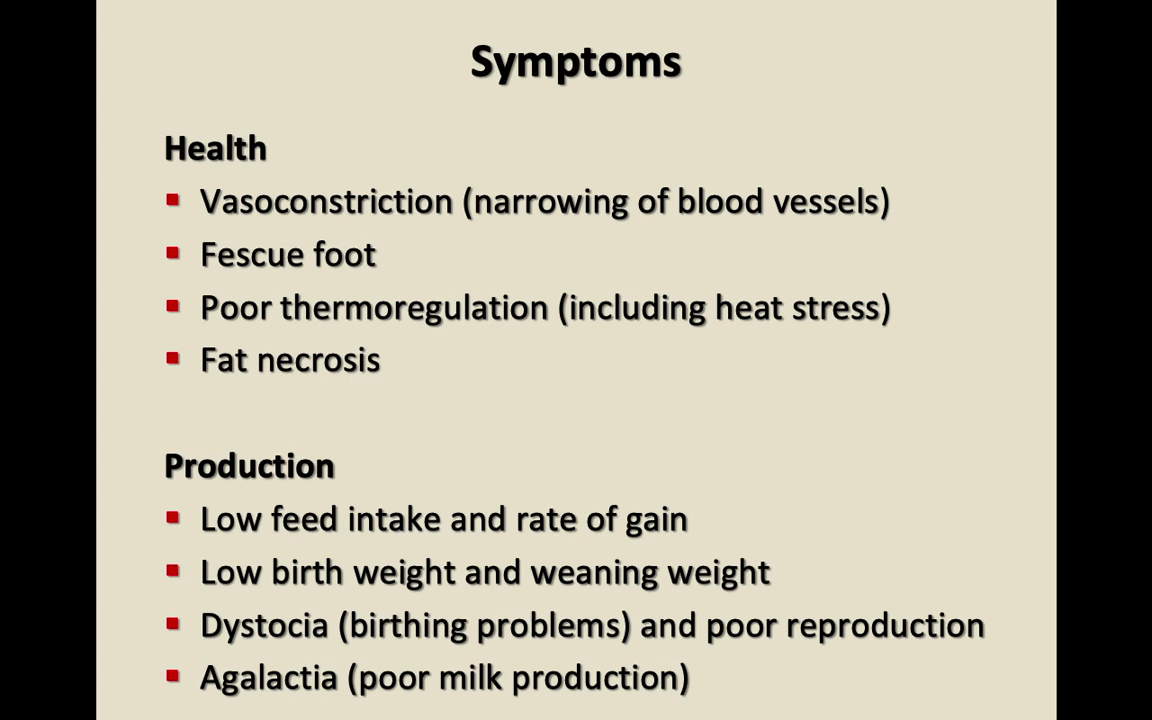 Symptoms
Health
▪ Vasoconstriction (narrowing of blood vessels)
▪ Fescue foot
▪ Poor thermoregulation (including heat stress)
▪ Fat necrosis
Production
▪ Low feed intake and rate of gain
▪ Low birth weight and weaning weight
▪ Dystocia (birthing problems) and poor reproduction
▪ Agalactia (poor milk production)